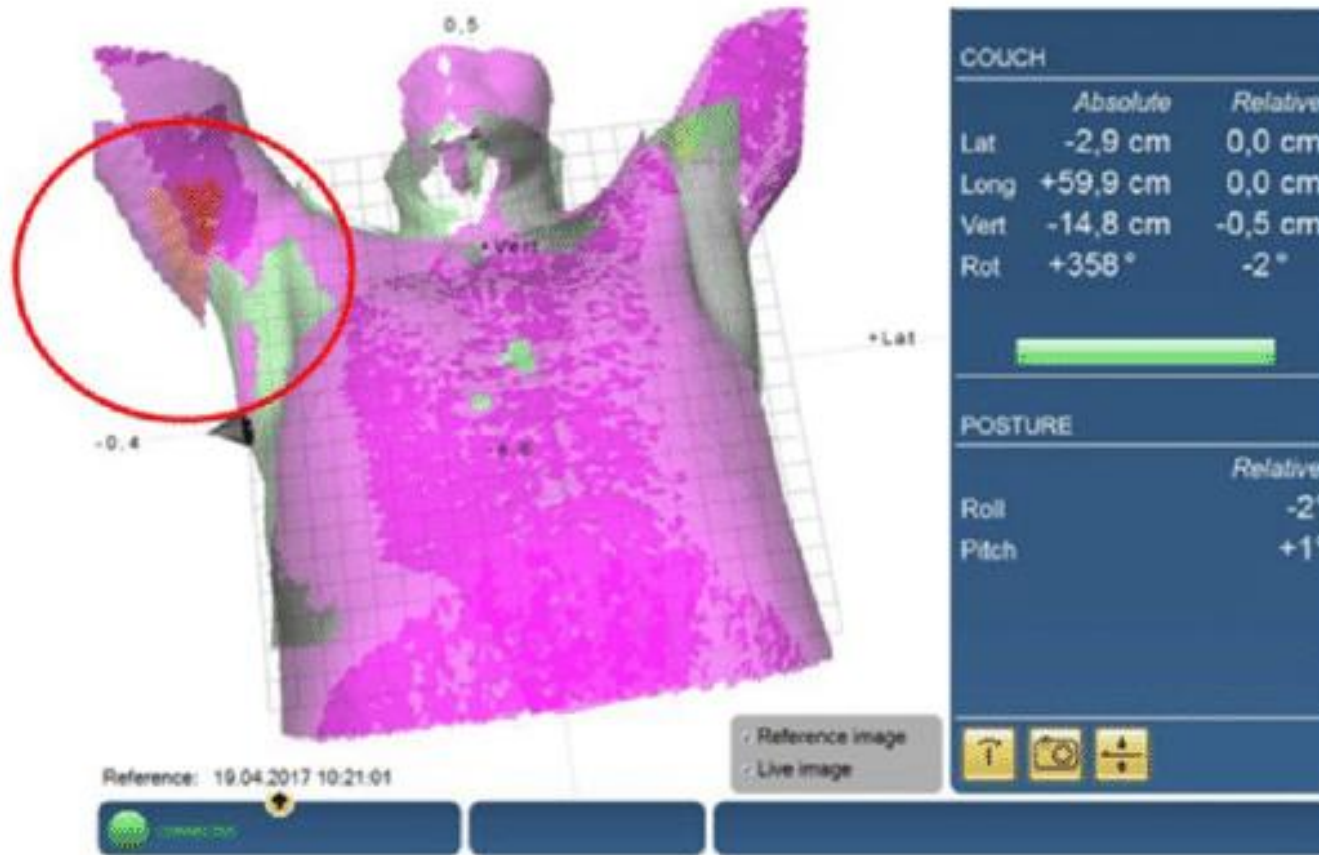 0,5
+Vert
+Lat
-0,4
Reference image
Live image
Reference: 19.04.2017 10:21:01
COUCH
Absolute Relative
Lat -2,9 cm 0,0 cm
Long +59,9 cm 0,0 cm
Vert -14,8 cm -0,5 cm
Rot +358° -2°
POSTURE
Relative
Roll -2°
Pitch +1°